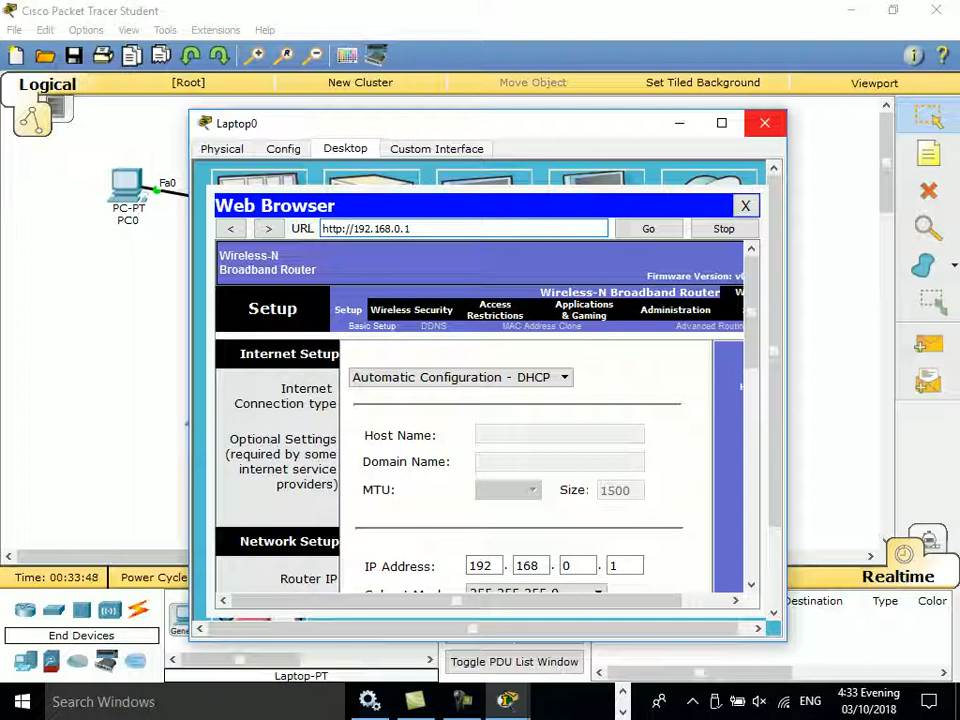 Cisco Packet Tracer Student
File Edit Options View Tools Extensions Help
Logical
[Root]
New Cluster
Move Object
Set Tiled Background
Viewport
Laptop0
Physical Config Desktop Custom Interface
Fa0
PC-PT
PC0
Web Browser X
< > URL http://192.168.0.1 Go Stop
Wireless-N
Broadband Router
Firmware Version: v0
Wireless-N Broadband Router
Setup
Setup Wireless Security Access Restrictions Applications & Gaming Administration
Basic Setup DDNS MAC Address Clone Advanced Routin
Internet Setup
Internet
Connection type
Automatic Configuration - DHCP
Optional Settings
(required by some
internet service
providers)
Host Name:
Domain Name:
MTU: Size: 1500
Network Setup
Router IP
IP Address: 192 . 168 . 0 . 1
Time: 00:33:48 Power Cycle
Realtime
End Devices
Laptop-PT
Toggle PDU List Window
Destination Type Color
Search Windows
ENG
4:33 Evening
03/10/2018